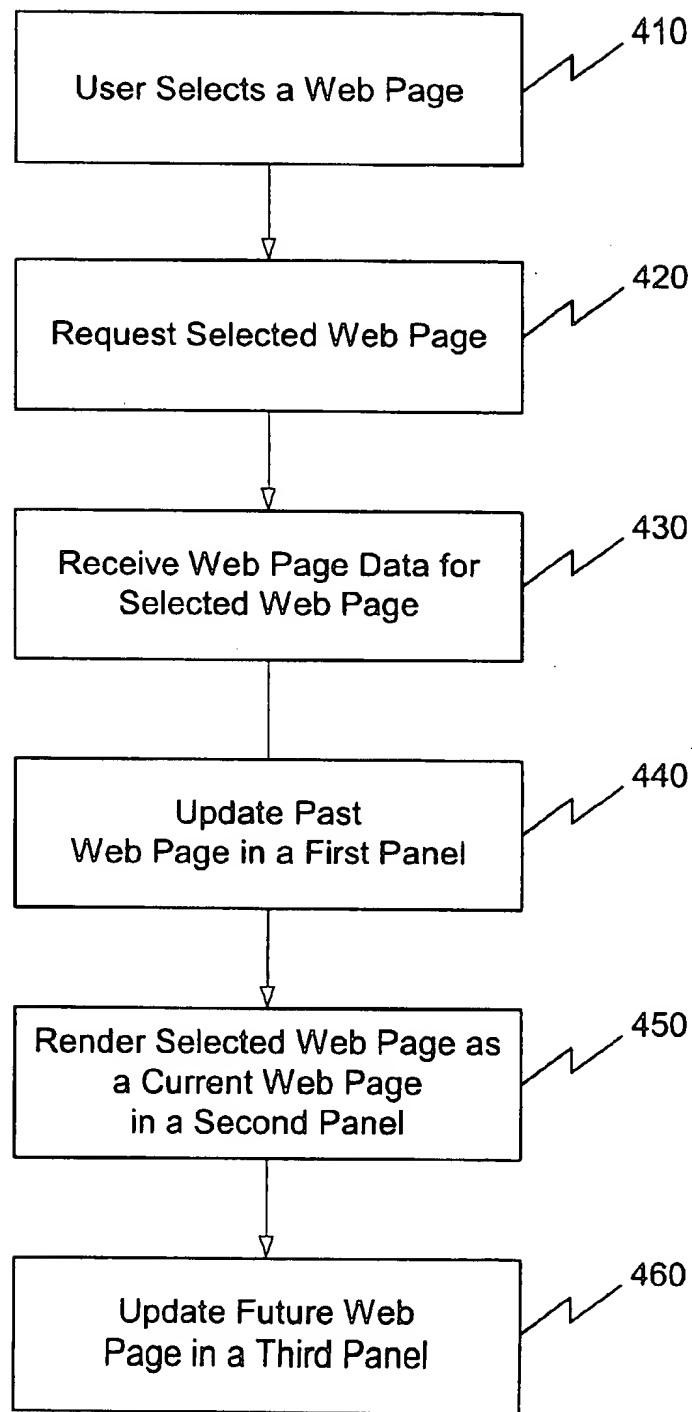 410
User Selects a Web Page
420
Request Selected Web Page
430
Receive Web Page Data for
Selected Web Page
440
Update Past
Web Page in a First Panel
450
Render Selected Web Page as
a Current Web Page
in a Second Panel
460
Update Future Web
Page in a Third Panel